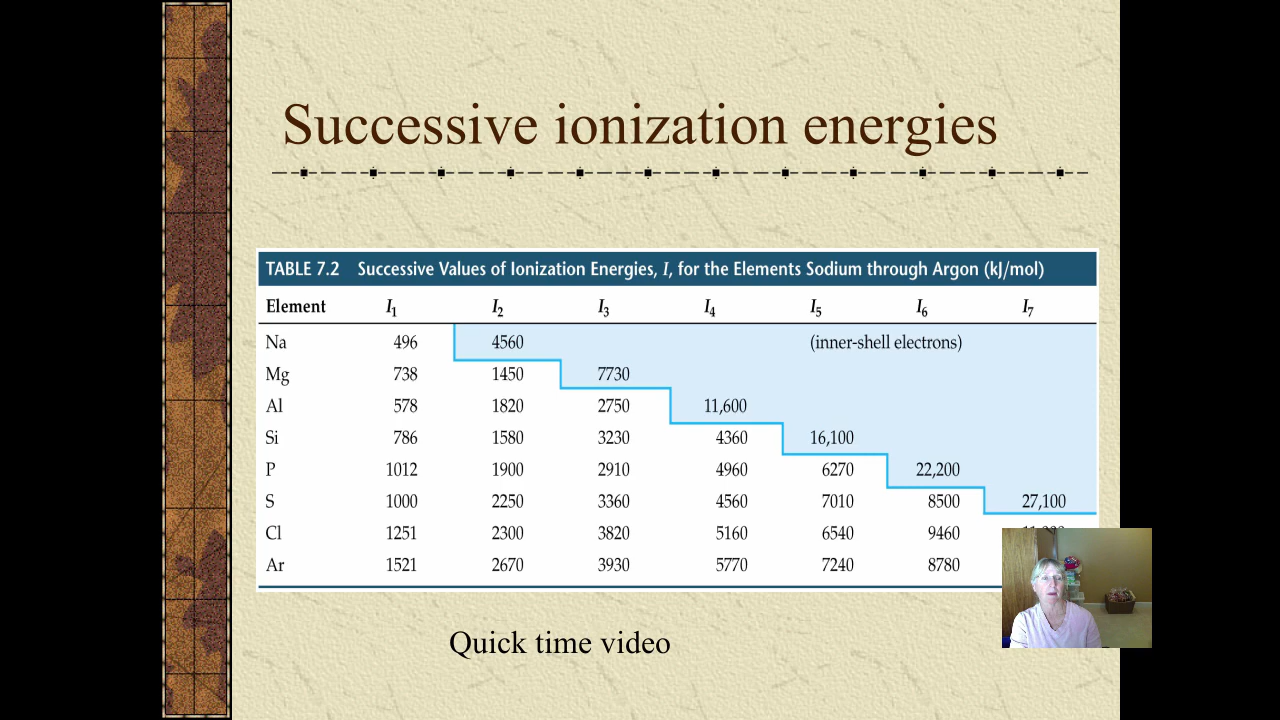 Successive ionization energies
TABLE 7.2 Successive Values of Ionization Energies, I, for the Elements Sodium through Argon (kJ/mol)
Element I₁ I₂ I₃ I₄ I₅ I₆ I₇
Na 496 4560 (inner-shell electrons)
Mg 738 1450 7730
Al 578 1820 2750 11,600
Si 786 1580 3230 4360 16,100
P 1012 1900 2910 4960 6270 22,200
S 1000 2250 3360 4560 7010 8500 27,100
Cl 1251 2300 3820 5160 6540 9460
Ar 1521 2670 3930 5770 7240 8780
Quick time video